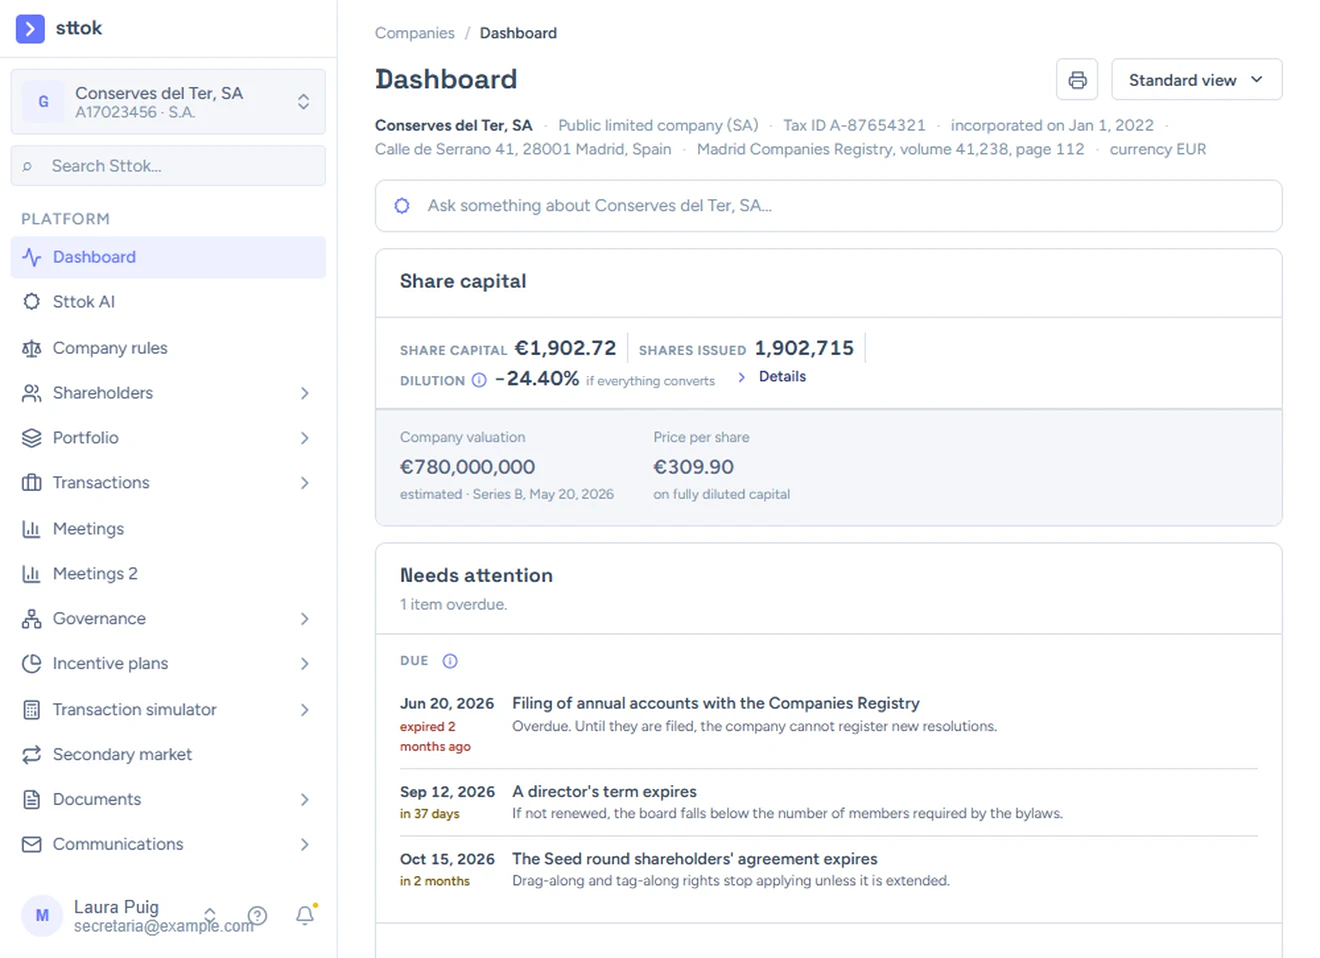 sttok
G
Conserves del Ter, SA
A17023456 · S.A.
Search Sttok...
PLATFORM
Dashboard
Sttok AI
Company rules
Shareholders
Portfolio
Transactions
Meetings
Meetings 2
Governance
Incentive plans
Transaction simulator
Secondary market
Documents
Communications
M
Laura Puig
secretaria@example.com
Companies / Dashboard
Dashboard
Standard view
Conserves del Ter, SA · Public limited company (SA) · Tax ID A-87654321 · incorporated on Jan 1, 2022 ·
Calle de Serrano 41, 28001 Madrid, Spain · Madrid Companies Registry, volume 41,238, page 112 · currency EUR
Ask something about Conserves del Ter, SA...
Share capital
SHARE CAPITAL €1,902.72 SHARES ISSUED 1,902,715
DILUTION -24.40% if everything converts Details
Company valuation
€780,000,000
estimated · Series B, May 20, 2026
Price per share
€309.90
on fully diluted capital
Needs attention
1 item overdue.
DUE
Jun 20, 2026 Filing of annual accounts with the Companies Registry
expired 2 Overdue. Until they are filed, the company cannot register new resolutions.
months ago
Sep 12, 2026 A director's term expires
in 37 days If not renewed, the board falls below the number of members required by the bylaws.
Oct 15, 2026 The Seed round shareholders' agreement expires
in 2 months Drag-along and tag-along rights stop applying unless it is extended.